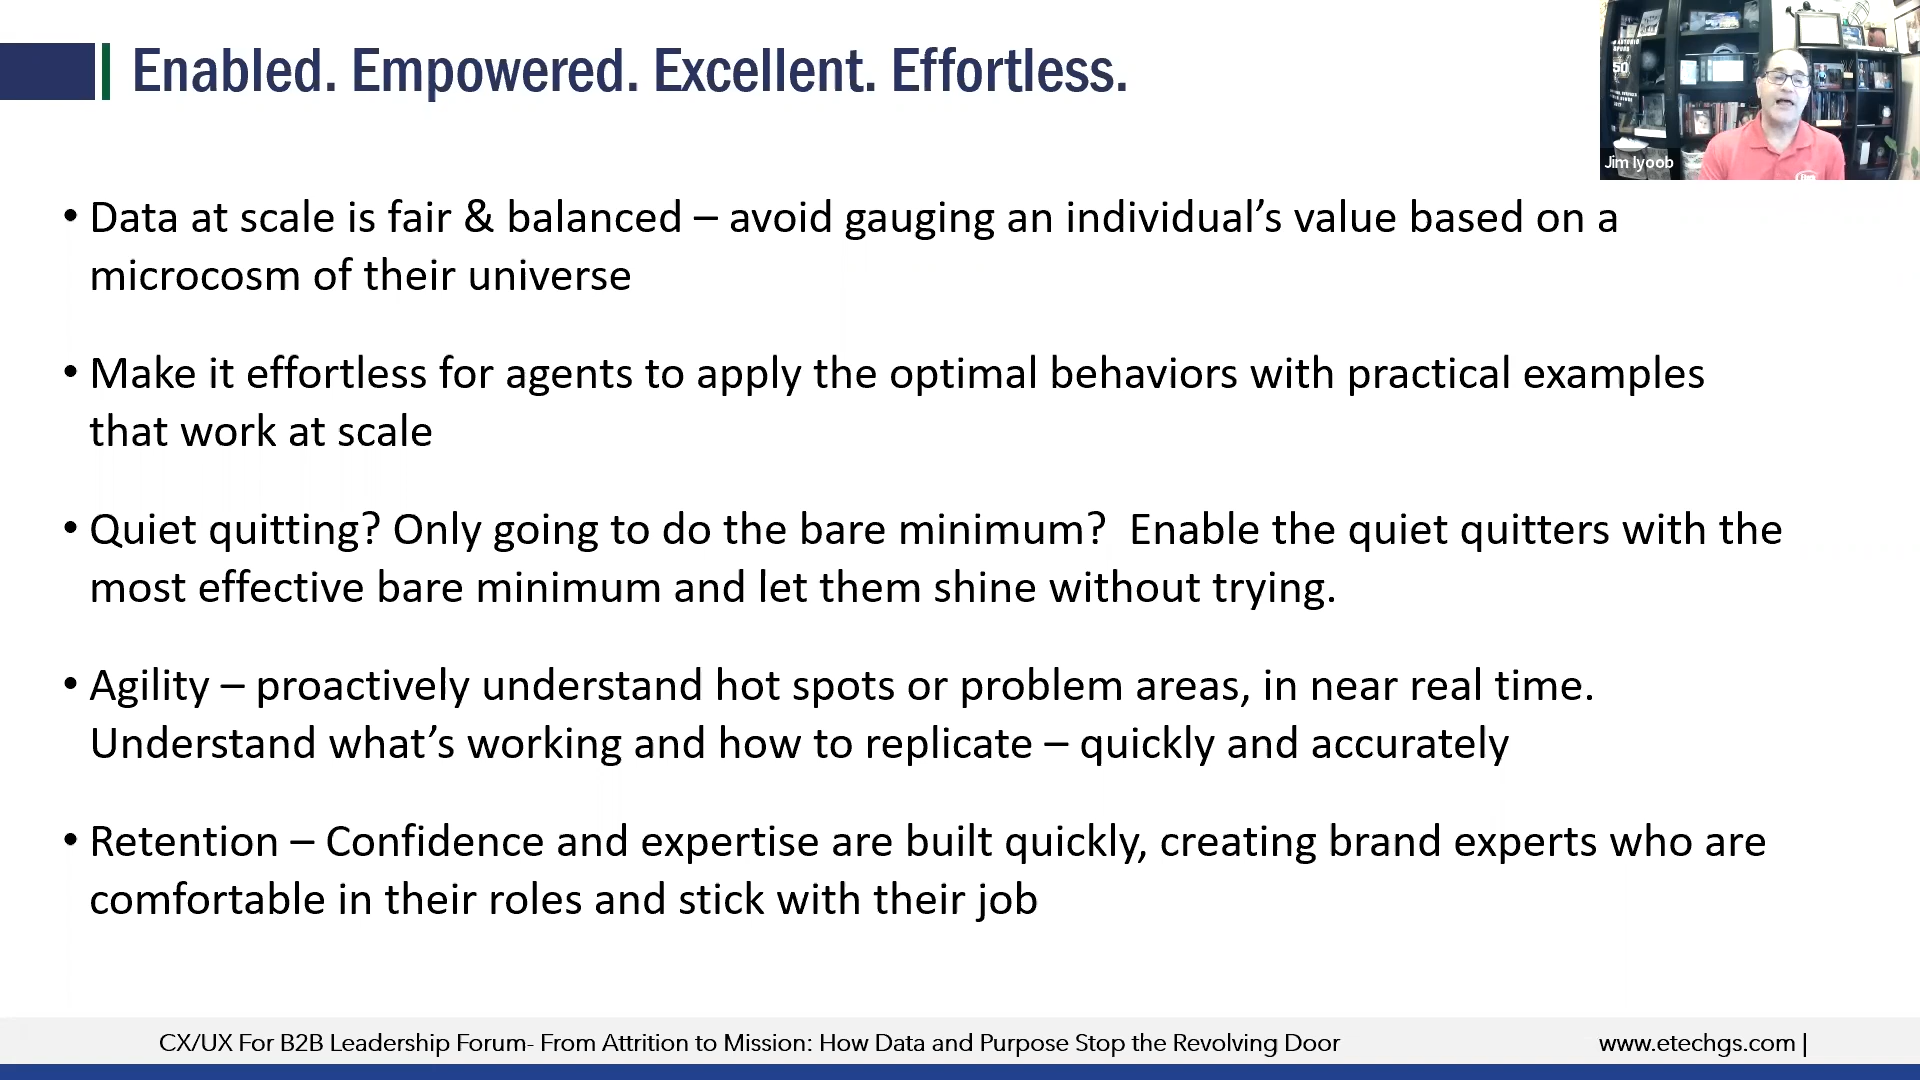 Enabled. Empowered. Excellent. Effortless.
Jim Iyoob
• Data at scale is fair & balanced – avoid gauging an individual’s value based on a
microcosm of their universe
• Make it effortless for agents to apply the optimal behaviors with practical examples
that work at scale
• Quiet quitting? Only going to do the bare minimum?  Enable the quiet quitters with the
most effective bare minimum and let them shine without trying.
• Agility – proactively understand hot spots or problem areas, in near real time.
Understand what’s working and how to replicate – quickly and accurately
• Retention – Confidence and expertise are built quickly, creating brand experts who are
comfortable in their roles and stick with their job
CX/UX For B2B Leadership Forum- From Attrition to Mission: How Data and Purpose Stop the Revolving Door
www.etechgs.com |